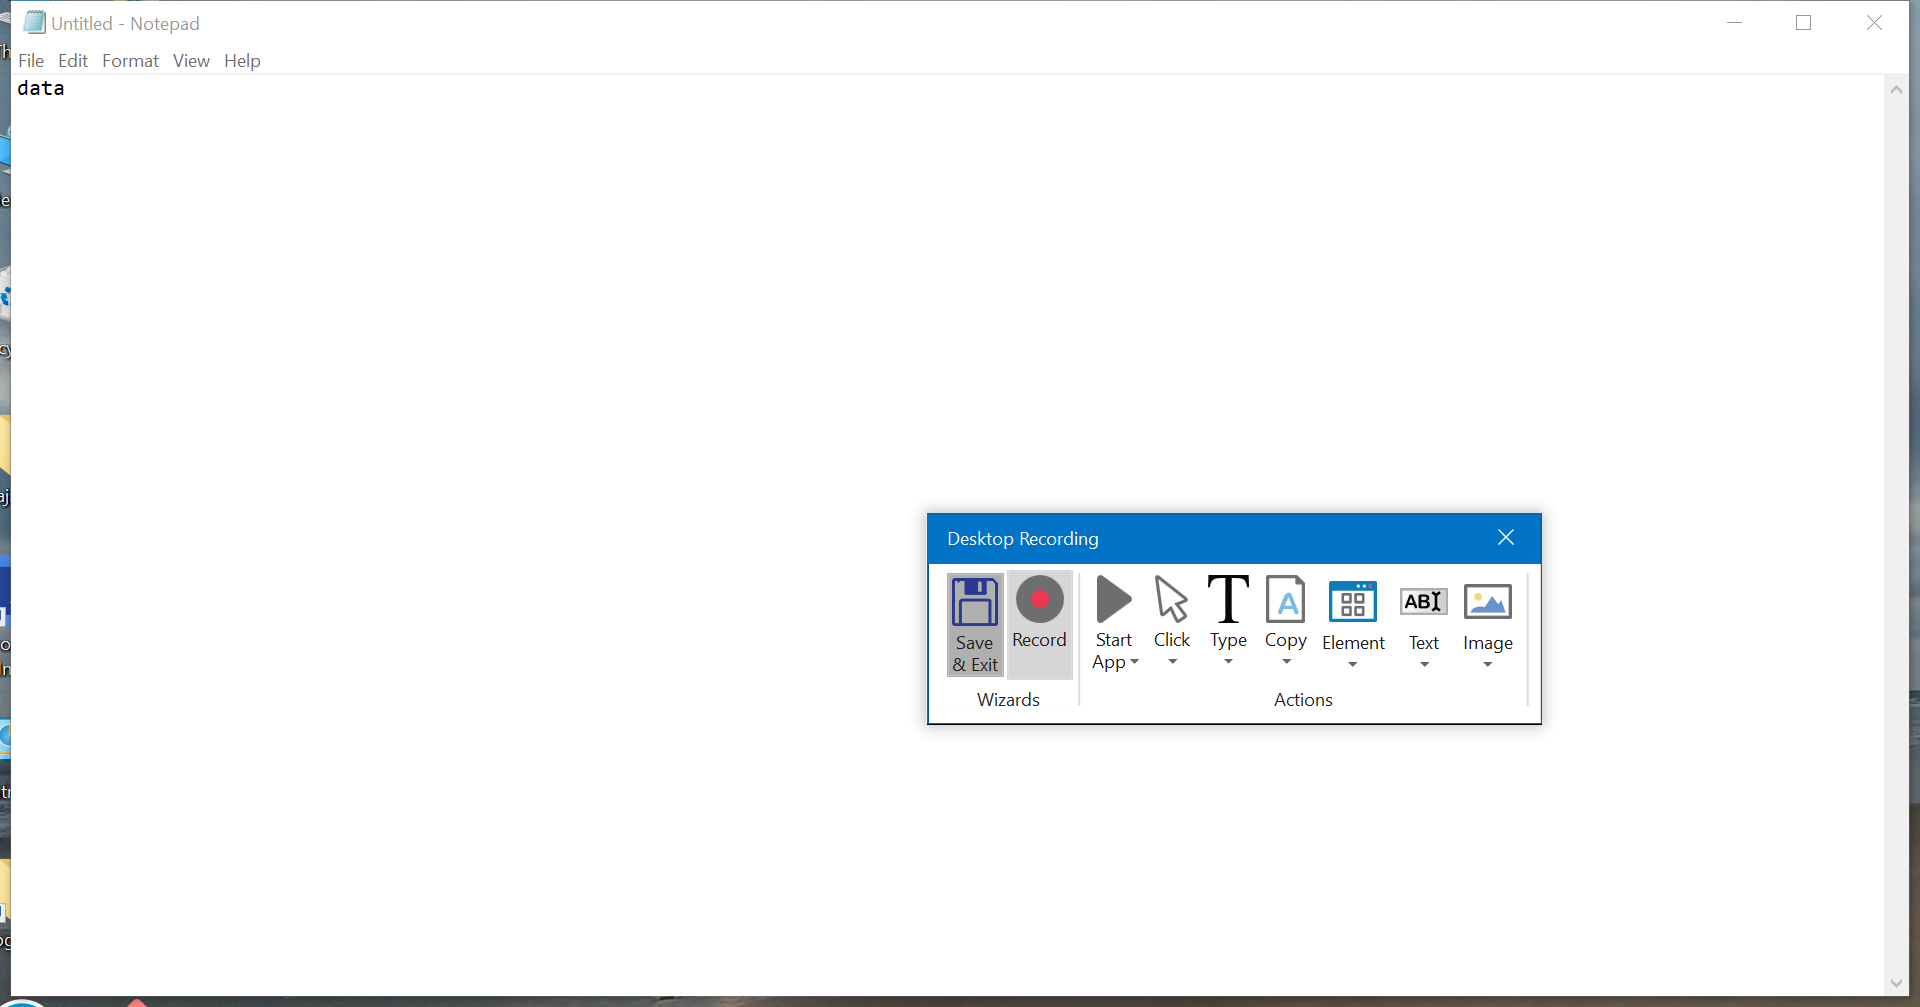 Untitled - Notepad
File Edit Format View Help
data
Desktop Recording
Save & Exit
Record
Start App
Click
Type
Copy
Element
Text
Image
Wizards
Actions